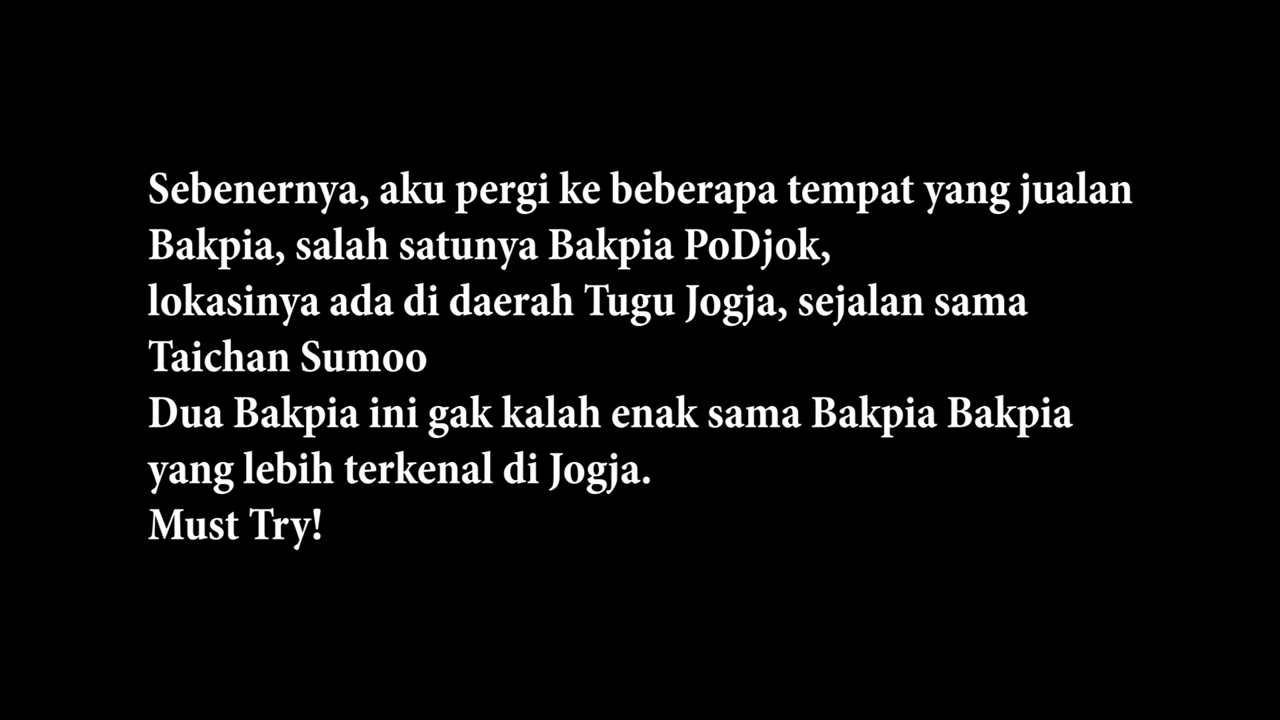 Sebenernya, aku pergi ke beberapa tempat yang jualan
Bakpia, salah satunya Bakpia PoDjok,
lokasinya ada di daerah Tugu Jogja, sejalan sama
Taichan Sumoo
Dua Bakpia ini gak kalah enak sama Bakpia Bakpia
yang lebih terkenal di Jogja.
Must Try!